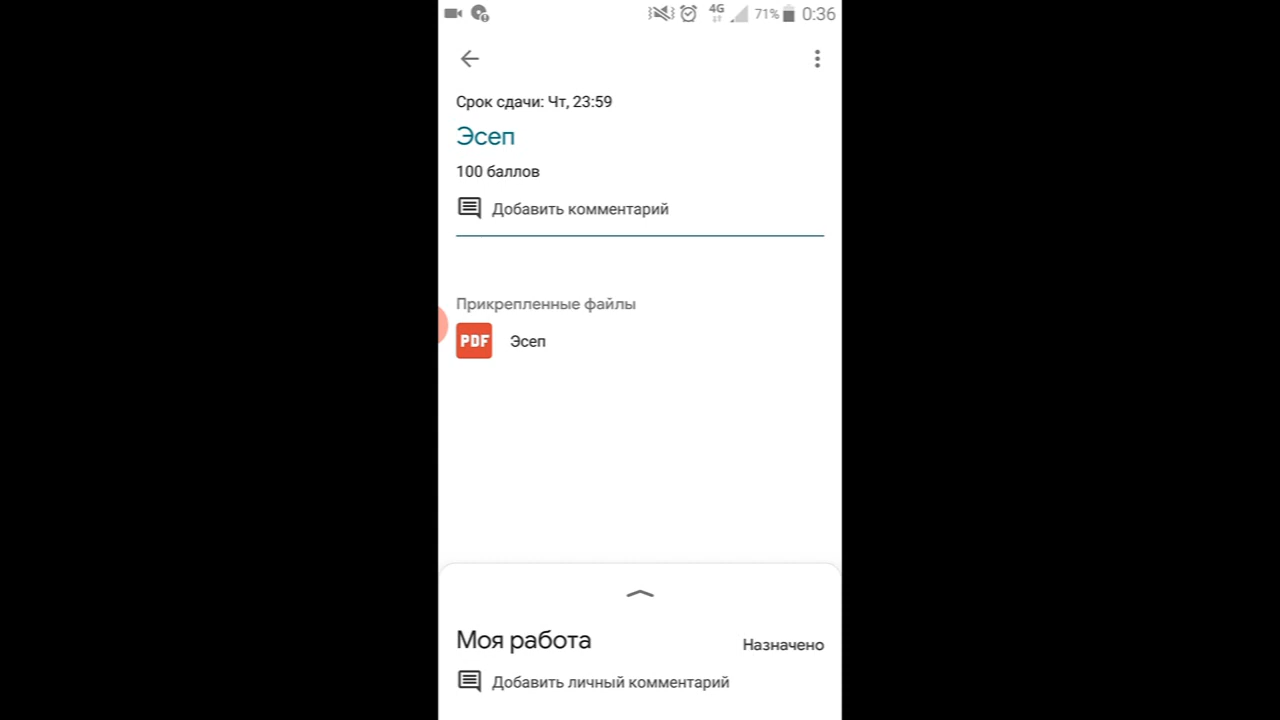 4G 71% 0:36
Срок сдачи: Чт, 23:59
Эсеп
100 баллов
Добавить комментарий
Прикрепленные файлы
PDF Эсеп
Моя работа Назначено
Добавить личный комментарий